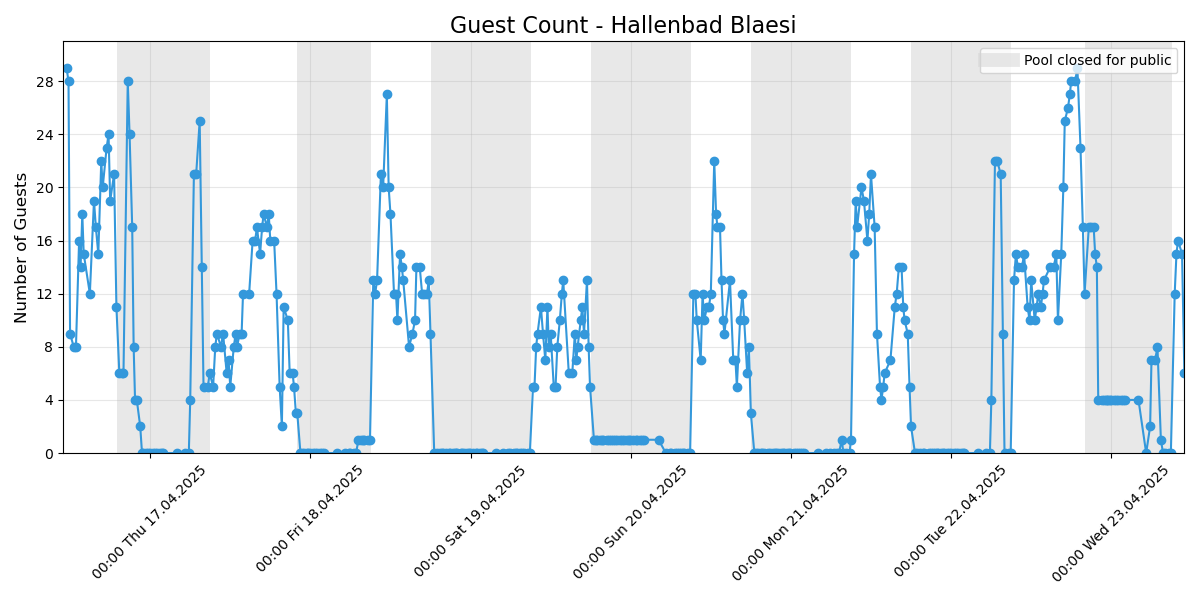 Guest Count - Hallenbad Blaesi
Pool closed for public
Number of Guests
28
24
20
16
12
8
4
0
00:00 Thu 17.04.2025
00:00 Fri 18.04.2025
00:00 Sat 19.04.2025
00:00 Sun 20.04.2025
00:00 Mon 21.04.2025
00:00 Tue 22.04.2025
00:00 Wed 23.04.2025